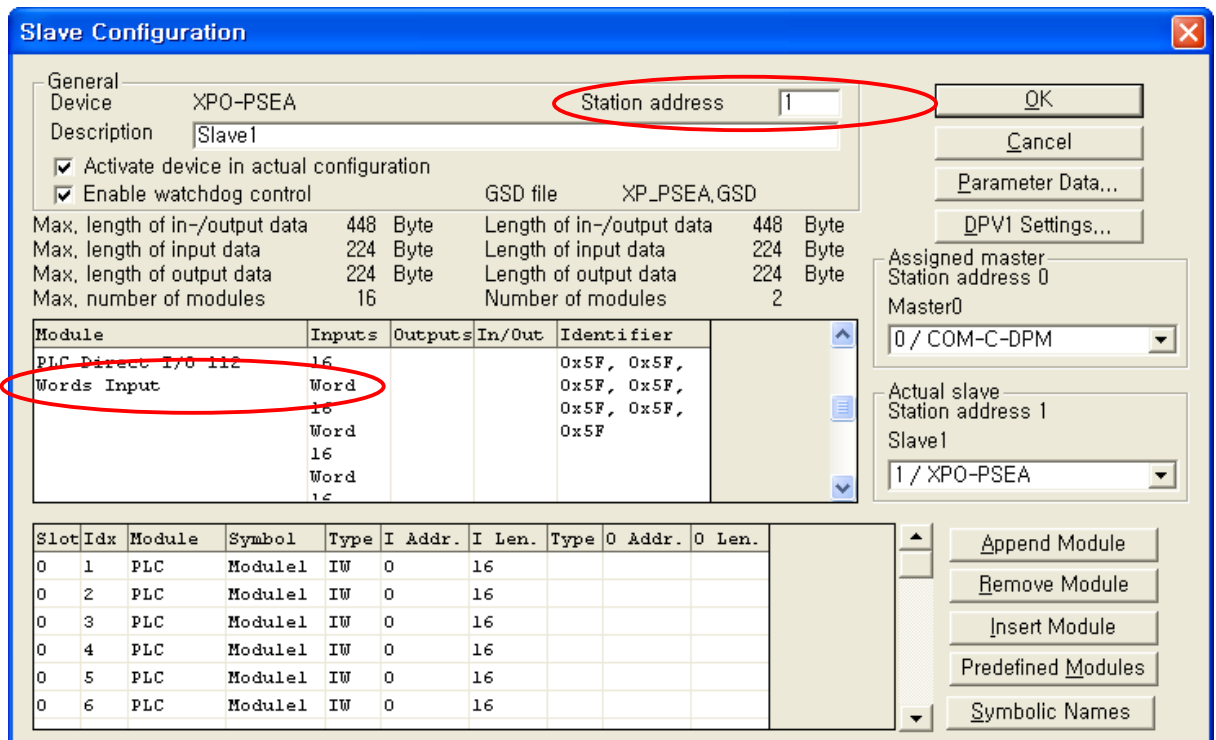 Slave Configuration
General
Device XPO-PSEA Station address 1
Description Slave1
Activate device in actual configuration
Enable watchdog control GSD file XP_PSEA,GSD
Max, length of in-/output data 448 Byte Length of in-/output data 448 Byte
Max, length of input data 224 Byte Length of input data 224 Byte
Max, length of output data 224 Byte Length of output data 224 Byte
Max, number of modules 16 Number of modules 2
OK
Cancel
Parameter Data,,,
DPV1 Settings,,,
Assigned master
Station address 0
Master0
0 / COM-C-DPM
Actual slave
Station address 1
Slave1
1 / XPO-PSEA
Module Inputs Outputs In/Out Identifier
PLC Direct I/O 112 16 0x5F, 0x5F,
Words Input Word 0x5F, 0x5F,
16 0x5F, 0x5F,
Word 0x5F
16
Word
16
Slot Idx Module Symbol Type I Addr. I Len. Type O Addr. O Len.
0 1 PLC Module1 IW 0 16
0 2 PLC Module1 IW 0 16
0 3 PLC Module1 IW 0 16
0 4 PLC Module1 IW 0 16
0 5 PLC Module1 IW 0 16
0 6 PLC Module1 IW 0 16
Append Module
Remove Module
Insert Module
Predefined Modules
Symbolic Names